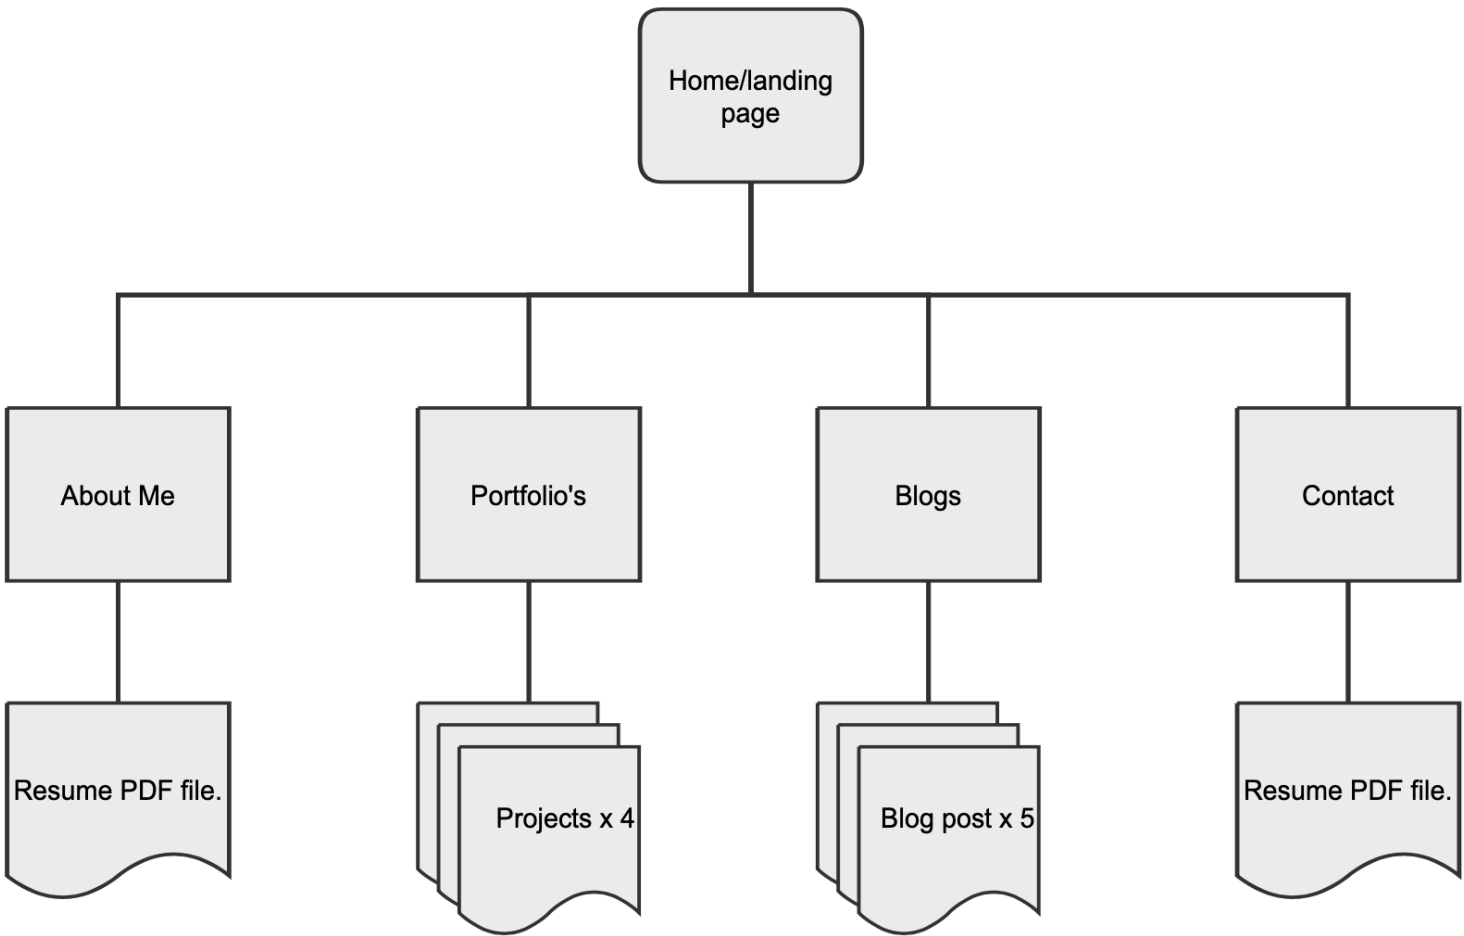 Home/landing
page
About Me
Portfolio's
Blogs
Contact
Resume PDF file.
Projects x 4
Blog post x 5
Resume PDF file.